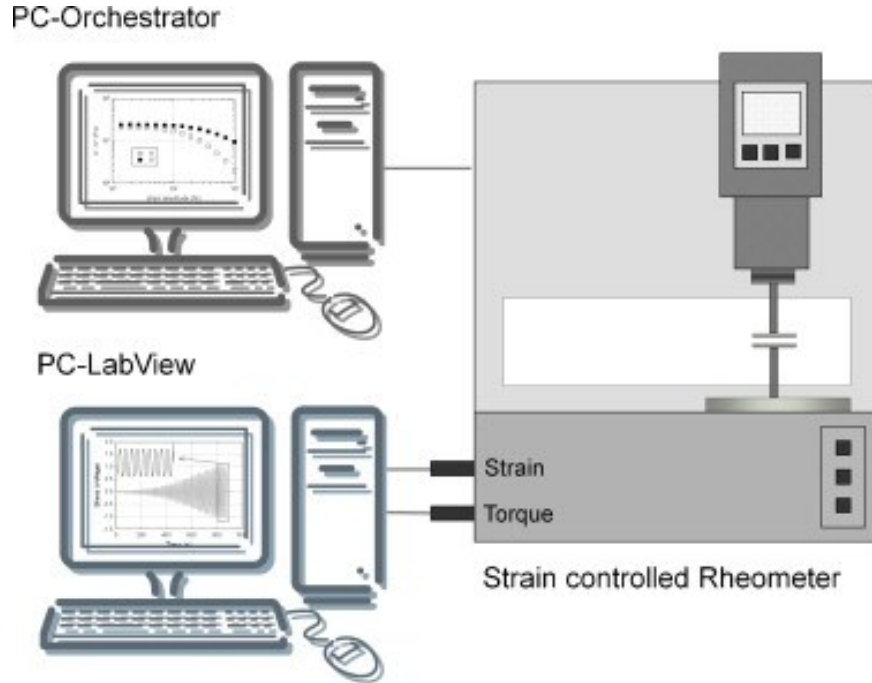 PC-Orchestrator
PC-LabView
Strain
Torque
Strain controlled Rheometer